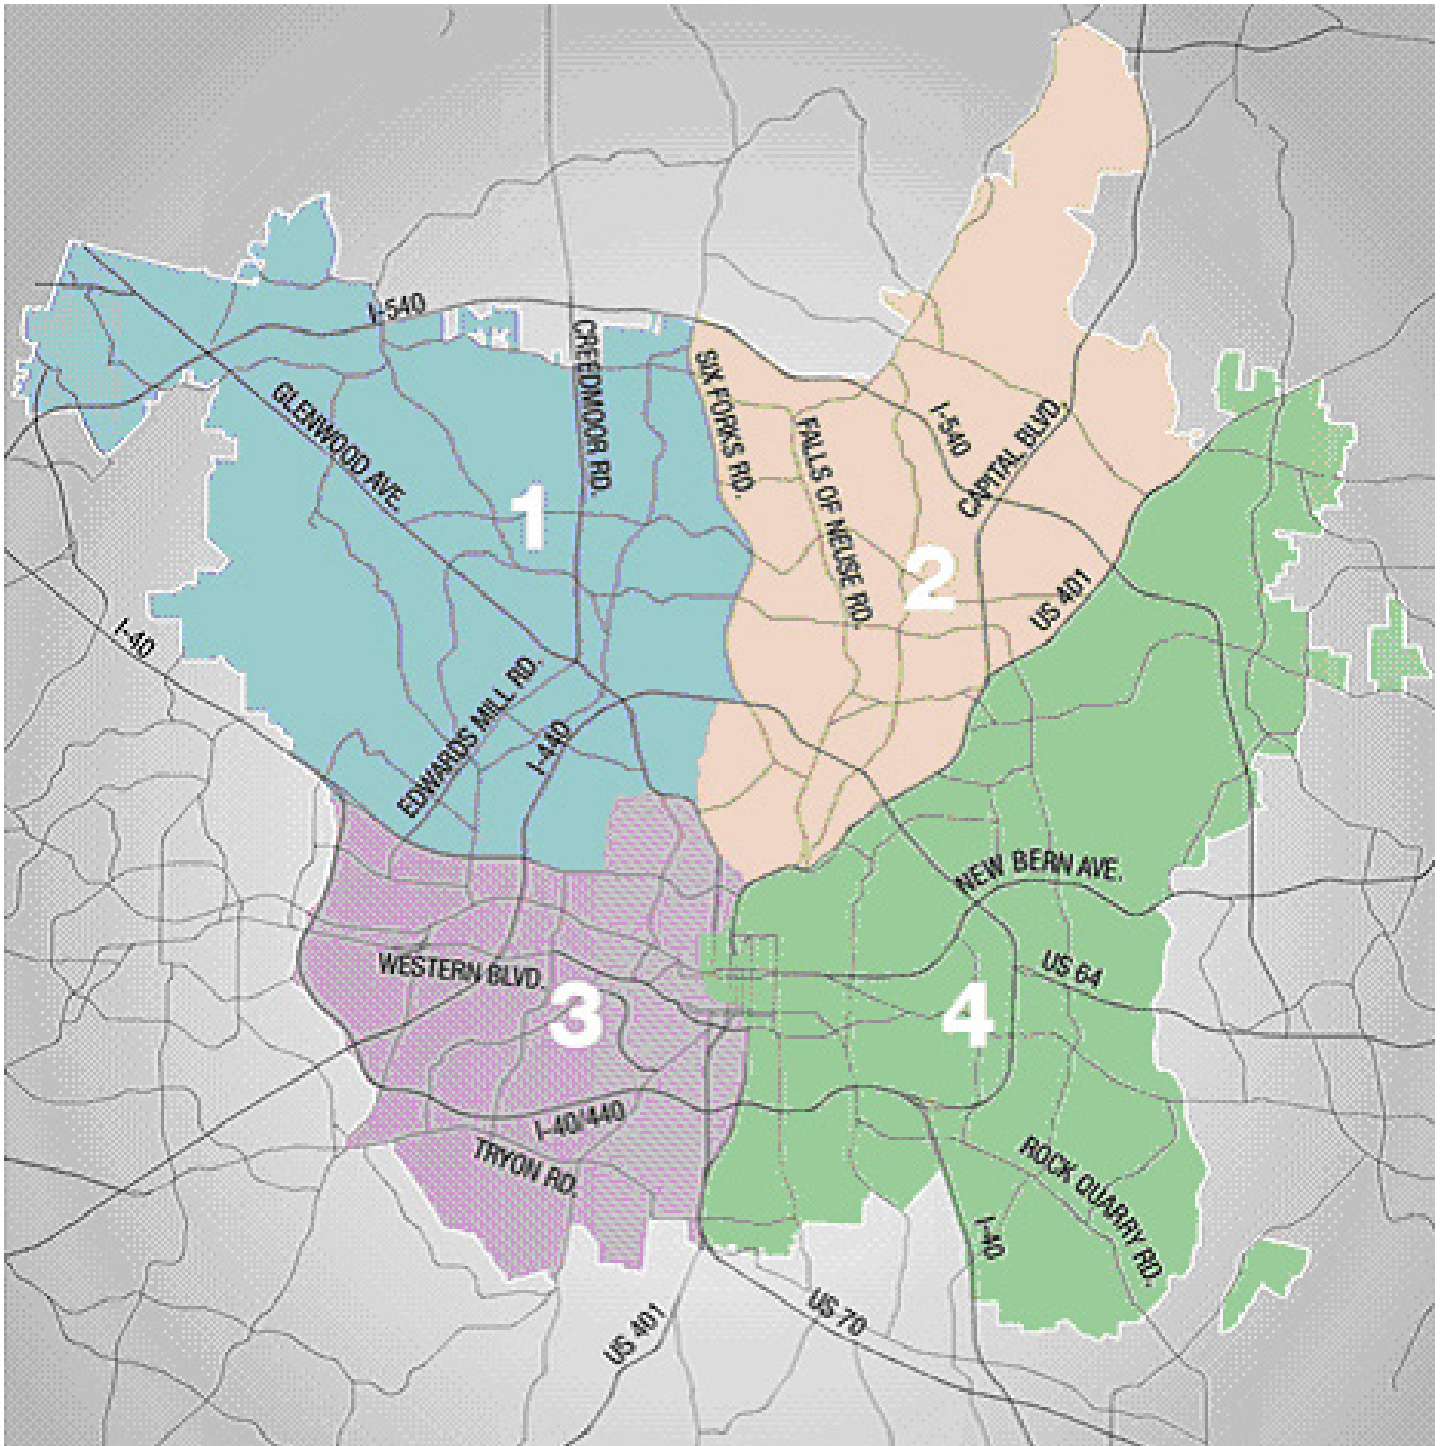 I-540
CREEDMOOR RD.
SIX FORKS RD.
GLENWOOD AVE.
FALLS OF NEUSE RD.
I-540
CAPITAL BLVD.
1
2
US 401
I-40
EDWARDS MILL RD.
I-440
NEW BERN AVE.
WESTERN BLVD.
US 64
3
4
I-40/440
TRYON RD.
ROCK QUARRY RD.
I-40
US 70
US 401